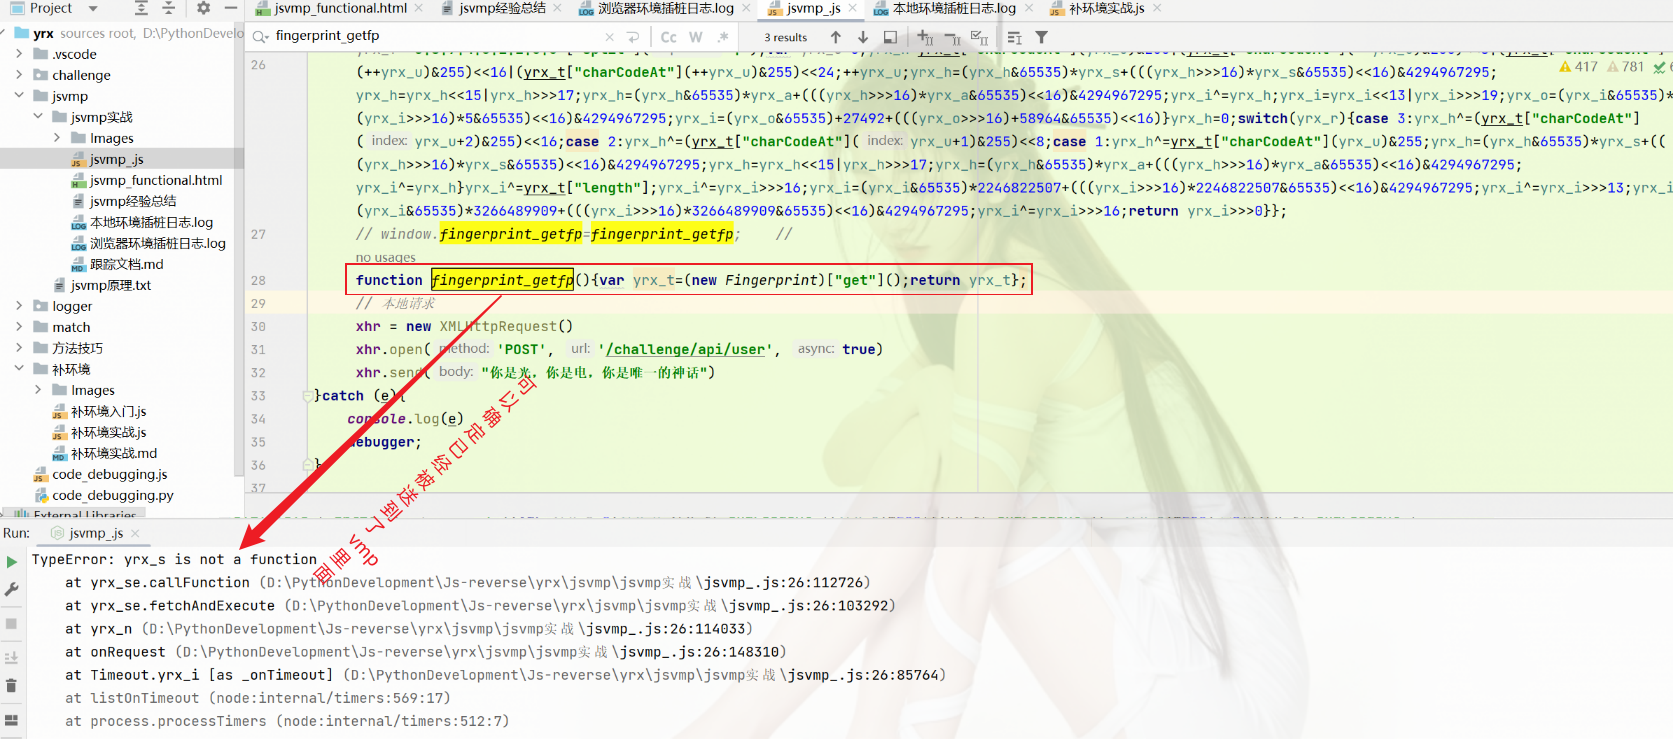 Project
jsvmp_functional.html
jsvmp经验总结
浏览器环境插桩日志.log
jsvmp_.js
本地环境插桩日志.log
补环境实战.js
yrx sources root, D:\PythonDevelo
.vscode
challenge
jsvmp
jsvmp实战
Images
jsvmp_.js
jsvmp_functional.html
jsvmp经验总结
本地环境插桩日志.log
浏览器环境插桩日志.log
跟踪文档.md
jsvmp原理.txt
logger
match
方法技巧
补环境
Images
补环境入门.js
补环境实战.js
补环境实战.md
code_debugging.js
code_debugging.py
External Libraries
fingerprint_getfp
Cc W .*
3 results
417 781 6
26
(++yrx_u)&255)<<16|(yrx_t["charCodeAt"](++yrx_u)&255)<<24;++yrx_u;yrx_h=(yrx_h&65535)*yrx_s+(((yrx_h>>>16)*yrx_s&65535)<<16)&4294967295;
yrx_h=yrx_h<<15|yrx_h>>>17;yrx_h=(yrx_h&65535)*yrx_a+(((yrx_h>>>16)*yrx_a&65535)<<16)&4294967295;yrx_i^=yrx_h;yrx_i=yrx_i<<13|yrx_i>>>19;yrx_o=(yrx_i&65535)*
(yrx_i>>>16)*5&65535)<<16)&4294967295;yrx_i=(yrx_o&65535)+27492+(((yrx_o>>>16)+58964&65535)<<16)}yrx_h=0;switch(yrx_r){case 3:yrx_h^=(yrx_t["charCodeAt"]
( index: yrx_u+2)&255)<<16;case 2:yrx_h^=(yrx_t["charCodeAt"]( index: yrx_u+1)&255)<<8;case 1:yrx_h^=yrx_t["charCodeAt"](yrx_u)&255;yrx_h=(yrx_h&65535)*yrx_s+((
(yrx_h>>>16)*yrx_s&65535)<<16)&4294967295;yrx_h=yrx_h<<15|yrx_h>>>17;yrx_h=(yrx_h&65535)*yrx_a+(((yrx_h>>>16)*yrx_a&65535)<<16)&4294967295;
yrx_i^=yrx_h}yrx_i^=yrx_t["length"];yrx_i^=yrx_i>>>16;yrx_i=(yrx_i&65535)*2246822507+(((yrx_i>>>16)*2246822507&65535)<<16)&4294967295;yrx_i^=yrx_i>>>13;yrx_i
(yrx_i&65535)*3266489909+(((yrx_i>>>16)*3266489909&65535)<<16)&4294967295;yrx_i^=yrx_i>>>16;return yrx_i>>>0}};
27 // window.fingerprint_getfp=fingerprint_getfp; //
no usages
28 function fingerprint_getfp(){var yrx_t=(new Fingerprint)["get"]();return yrx_t};
29 // 本地请求
30 xhr = new XMLHttpRequest()
31 xhr.open( method: 'POST', url: '/challenge/api/user', async: true)
32 xhr.send( body: "你是光，你是电，你是唯一的神话")
33 }catch (e){
34 console.log(e)
35 debugger;
36 }
37
可以确定已经被送到了vmp里面
Run: jsvmp_.js
TypeError: yrx_s is not a function
at yrx_se.callFunction (D:\PythonDevelopment\Js-reverse\yrx\jsvmp\jsvmp实战\jsvmp_.js:26:112726)
at yrx_se.fetchAndExecute (D:\PythonDevelopment\Js-reverse\yrx\jsvmp\jsvmp实战\jsvmp_.js:26:103292)
at yrx_n (D:\PythonDevelopment\Js-reverse\yrx\jsvmp\jsvmp实战\jsvmp_.js:26:114033)
at onRequest (D:\PythonDevelopment\Js-reverse\yrx\jsvmp\jsvmp实战\jsvmp_.js:26:148310)
at Timeout.yrx_i [as _onTimeout] (D:\PythonDevelopment\Js-reverse\yrx\jsvmp\jsvmp实战\jsvmp_.js:26:85764)
at listOnTimeout (node:internal/timers:569:17)
at process.processTimers (node:internal/timers:512:7)